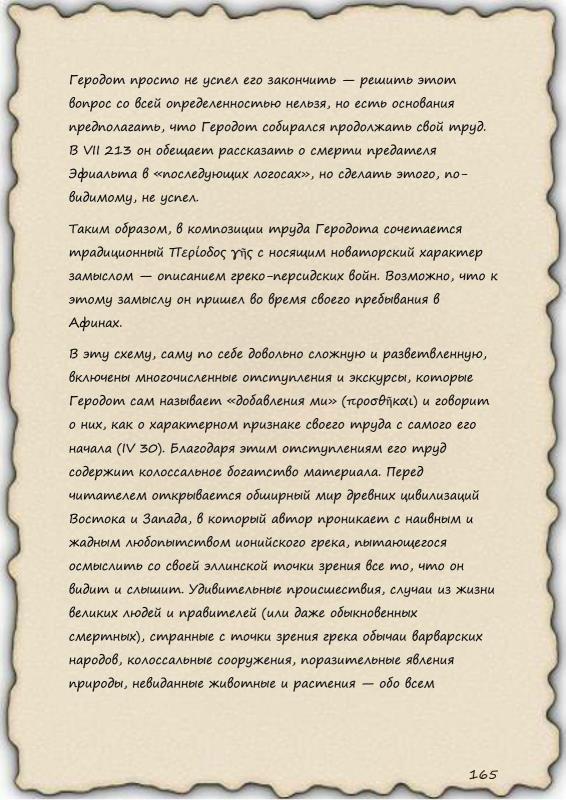 Геродот просто не успел его закончить — решить этот
вопрос со всей определенностью нельзя, но есть основания
предполагать, что Геродот собирался продолжать свой труд.
В VII 213 он обещает рассказать о смерти предателя
Эфиальта в «последующих логосах», но сделать этого, по-
видимому, не успел.
Таким образом, в композиции труда Геродота сочетается
традиционный Περίοδος γῆς с носящим новаторский характер
замыслом — описанием греко-персидских войн. Возможно, что к
этому замыслу он пришел во время своего пребывания в
Афинах.
В эту схему, саму по себе довольно сложную и разветвленную,
включены многочисленные отступления и экскурсы, которые
Геродот сам называет «добавления ми» (προσθῆκαι) и говорит
о них, как о характерном признаке своего труда с самого его
начала (IV 30). Благодаря этим отступлениям его труд
содержит колоссальное богатство материала. Перед
читателем открывается обширный мир древних цивилизаций
Востока и Запада, в который автор проникает с наивным и
жадным любопытством ионийского грека, пытающегося
осмыслить со своей эллинской точки зрения все то, что он
видит и слышит. Удивительные происшествия, случаи из жизни
великих людей и правителей (или даже обыкновенных
смертных), странные с точки зрения грека обычаи варварских
народов, колоссальные сооружения, поразительные явления
природы, невиданные животные и растения — обо всем
165